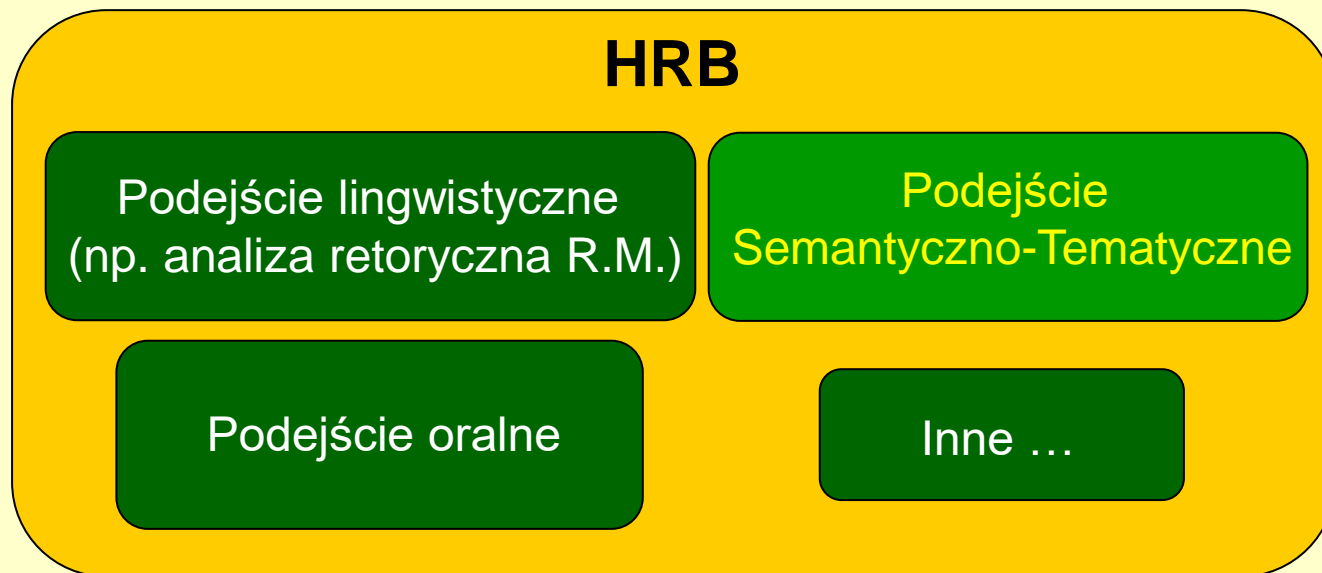 HRB
Podejście lingwistyczne
(np. analiza retoryczna R.M.)
Podejście
Semantyczno-Tematyczne
Podejście oralne
Inne …